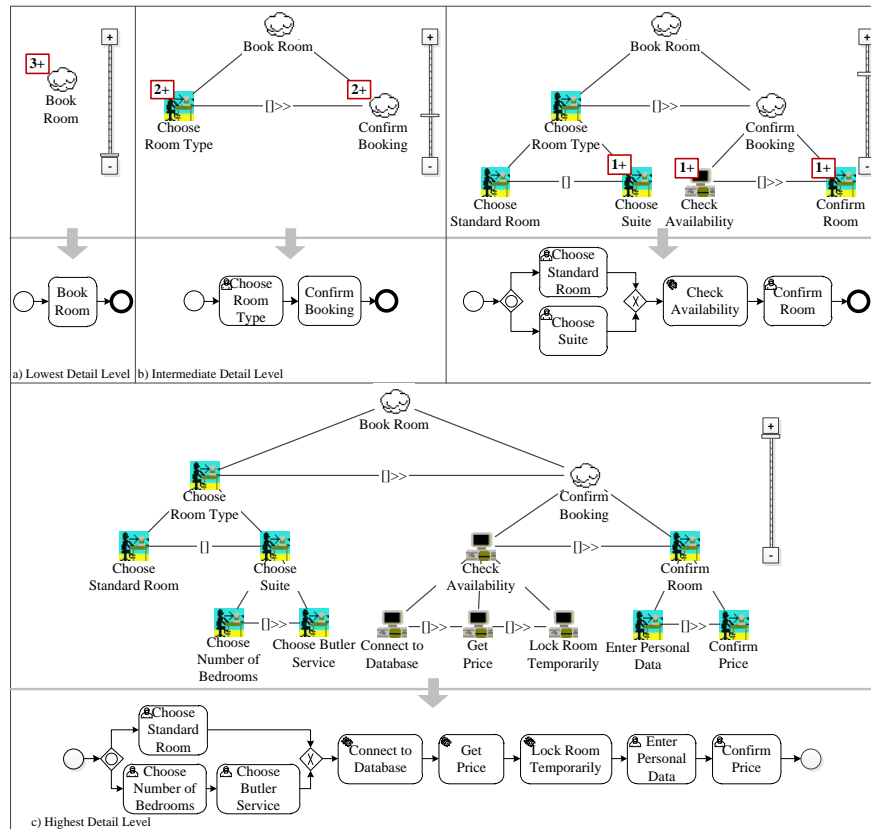 +
3+
Book
Room
-
Book
Room
a) Lowest Detail Level
Book Room
+
2+
2+
[]>>
Choose
Room Type
Confirm
Booking
-
Choose
Room
Type
Confirm
Booking
b) Intermediate Detail Level
Book Room
+
[]>>
Choose
Room Type
Confirm
Booking
1+
1+
1+
[]
[]>>
-
Choose
Standard Room
Choose
Suite
Check
Availability
Confirm
Room
Choose
Standard
Room
Choose
Suite
X
Check
Availability
Confirm
Room
Book Room
+
[]>>
Choose
Room Type
Confirm
Booking
[]
[]>>
-
Choose
Standard Room
Choose
Suite
Check
Availability
Confirm
Room
[]>>
[]>>
[]>>
[]>>
Choose
Number of
Bedrooms
Choose Butler
Service
Connect to
Database
Get
Price
Lock Room
Temporarily
Enter Personal
Data
Confirm
Price
Choose
Standard
Room
Choose
Number of
Bedrooms
Choose
Butler
Service
X
Connect to
Database
Get
Price
Lock Room
Temporarily
Enter
Personal
Data
Confirm
Price
c) Highest Detail Level